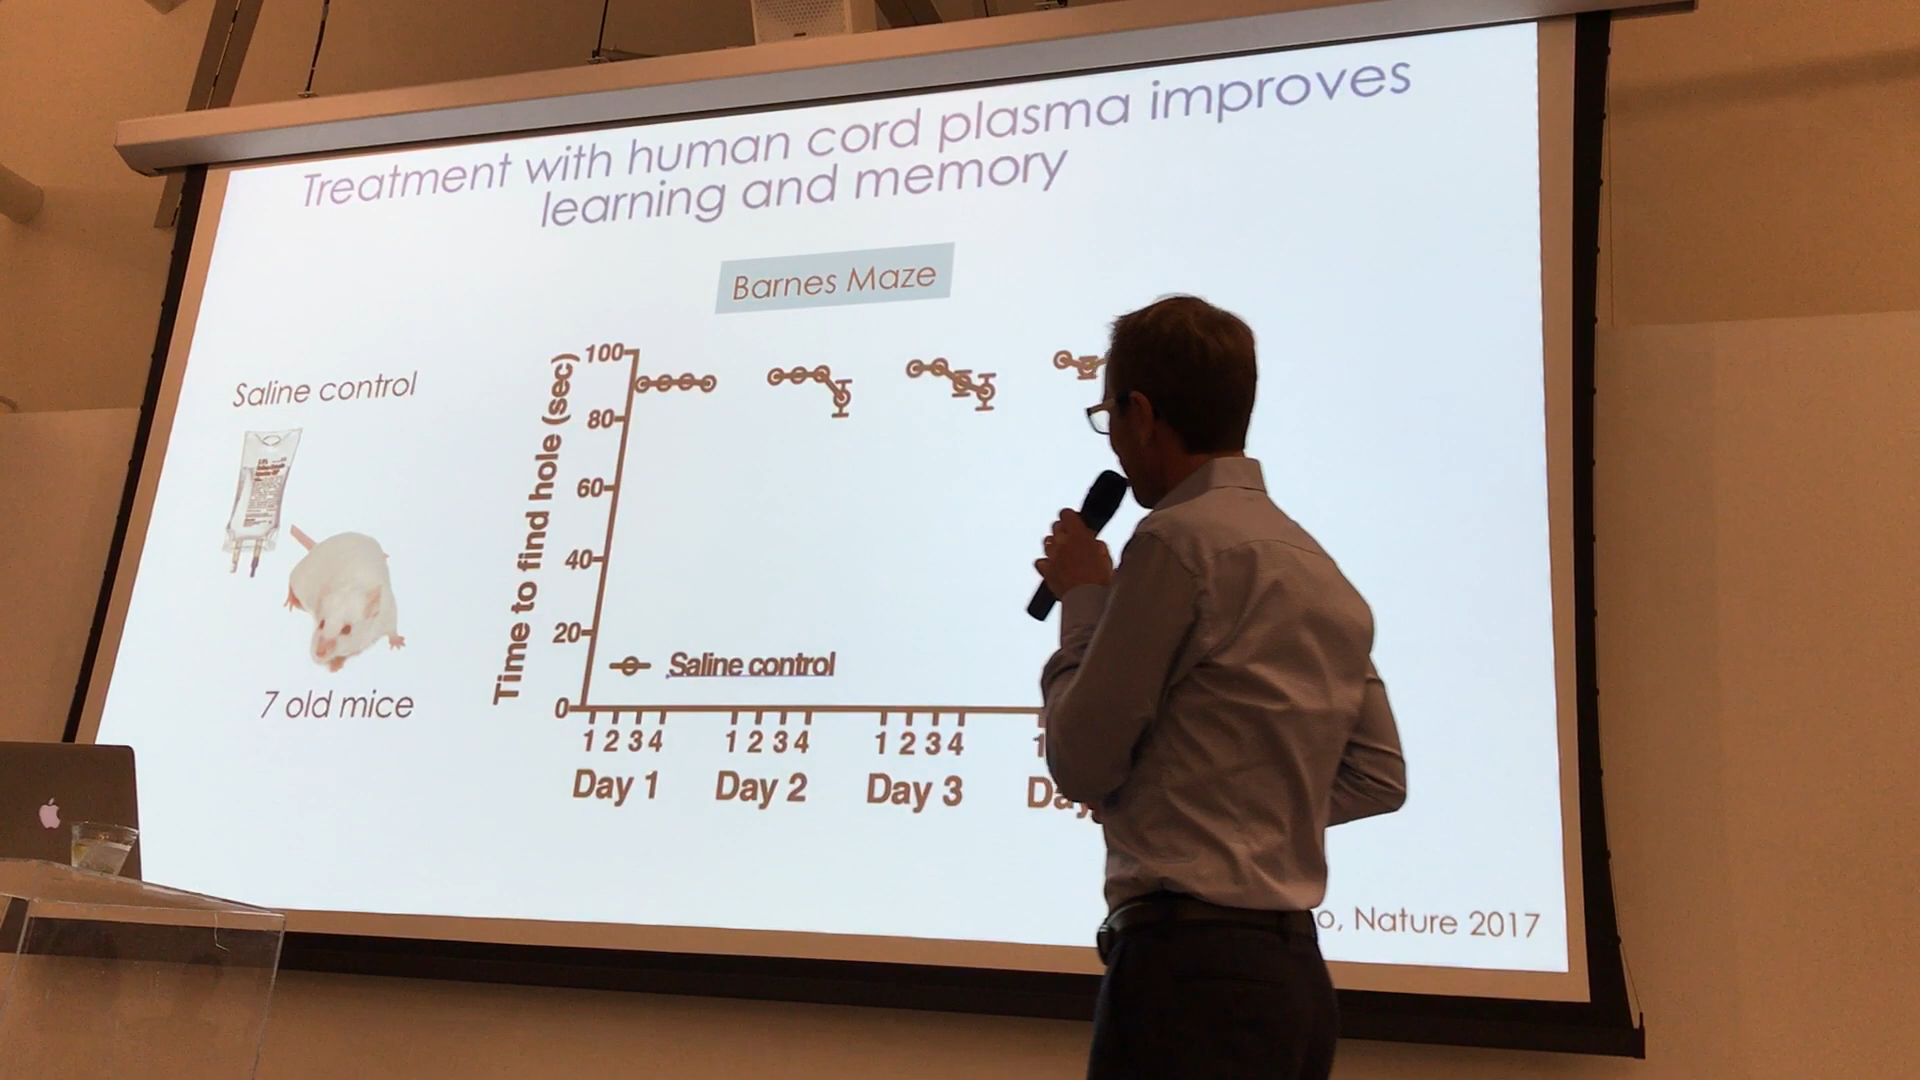 Treatment with human cord plasma improves
learning and memory
Barnes Maze
Saline control
7 old mice
Time to find hole (sec)
100
80
60
40
20
0
Saline control
1 2 3 4
1 2 3 4
1 2 3 4
1
Day 1
Day 2
Day 3
Da
o, Nature 2017